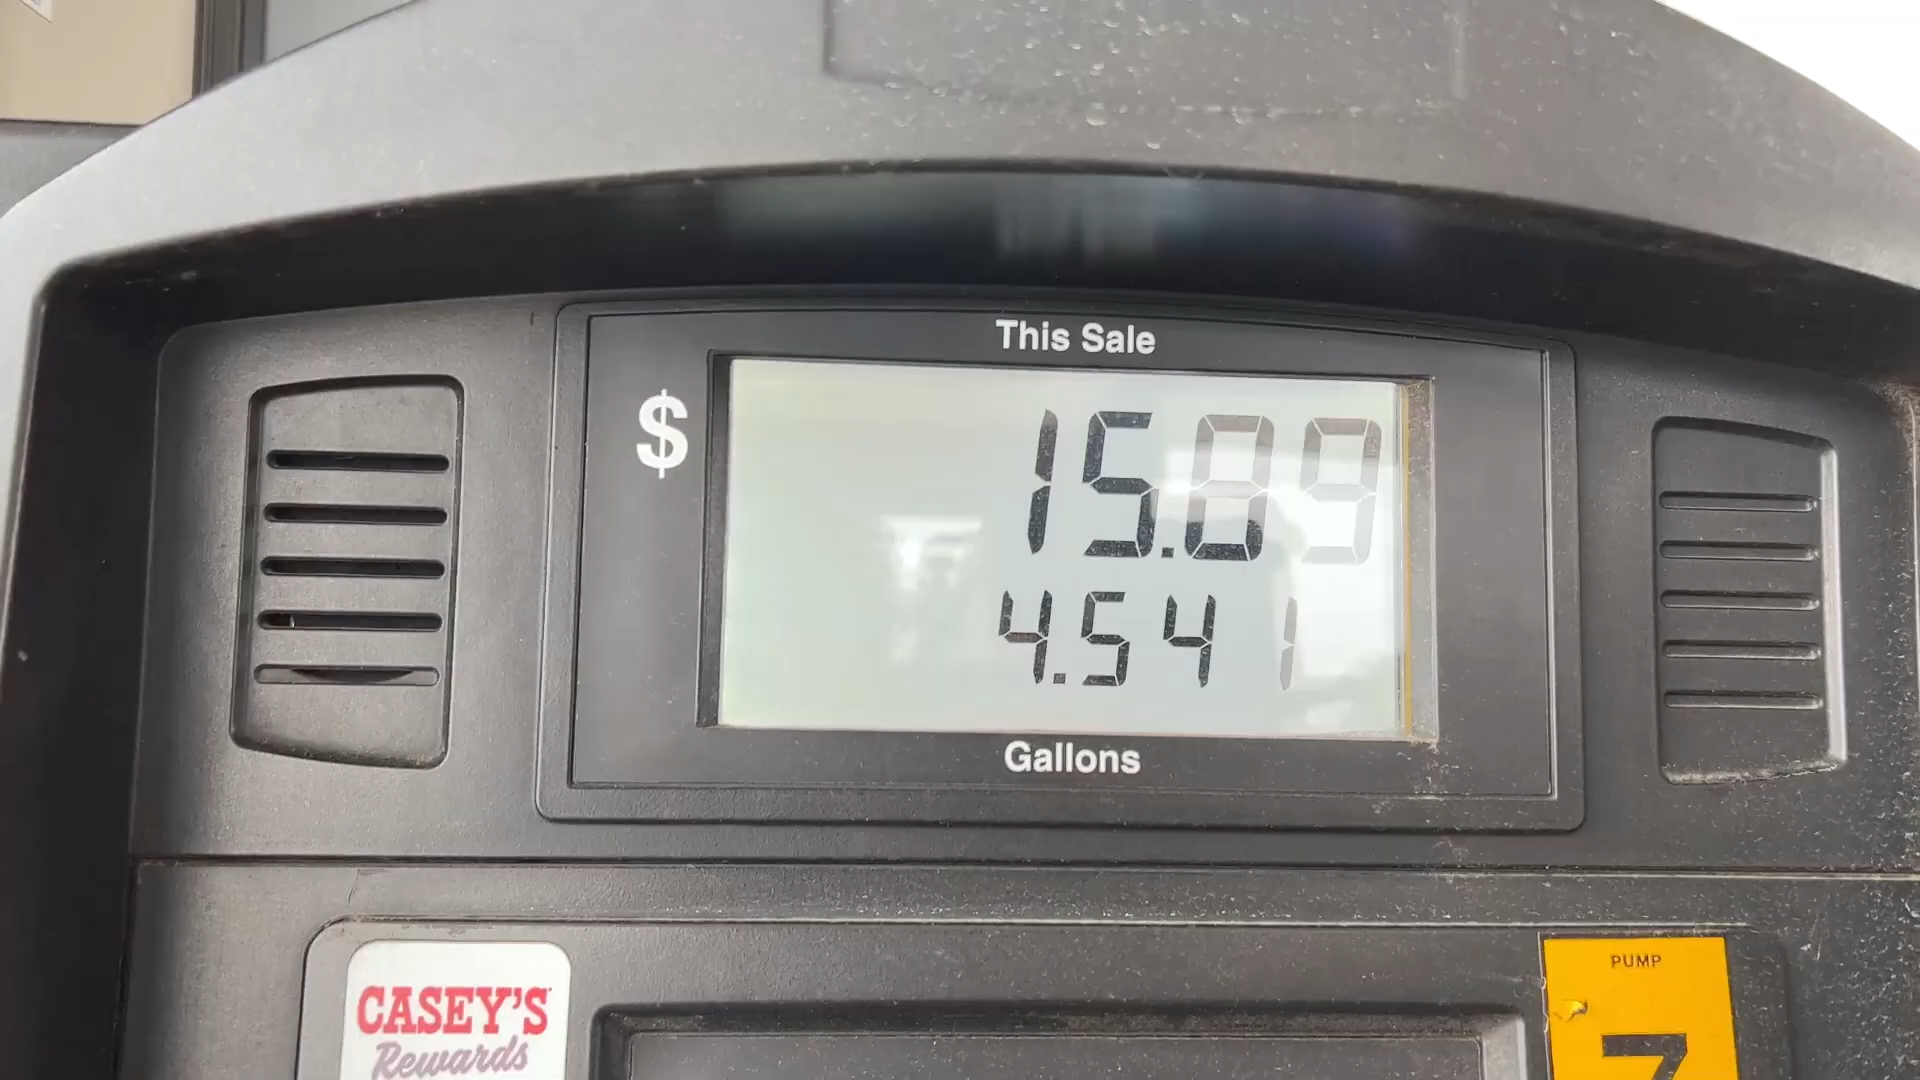 This Sale
$ 15.09
4.541
Gallons
CASEY'S
Rewards
PUMP
7